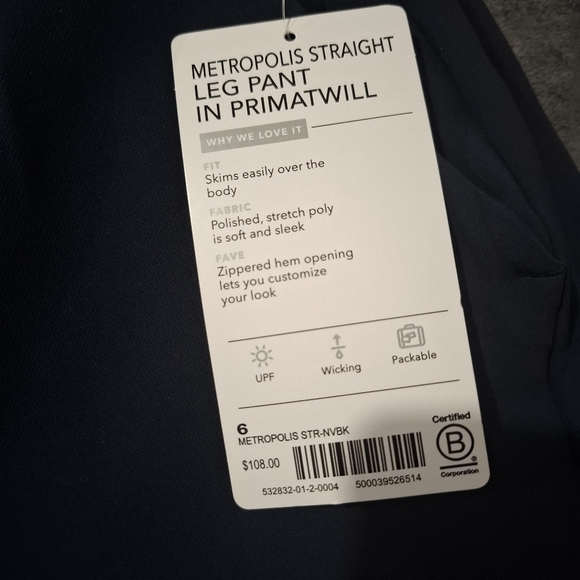 METROPOLIS STRAIGHT
LEG PANT
IN PRIMATWILL
WHY WE LOVE IT
FIT
Skims easily over the
body
FABRIC
Polished, stretch poly
is soft and sleek
FAVE
Zippered hem opening
lets you customize
your look
UPF
Wicking
Packable
6
METROPOLIS STR-NVBK
$108.00
532832-01-2-0004 500039526514
Certified
B
®
Corporation